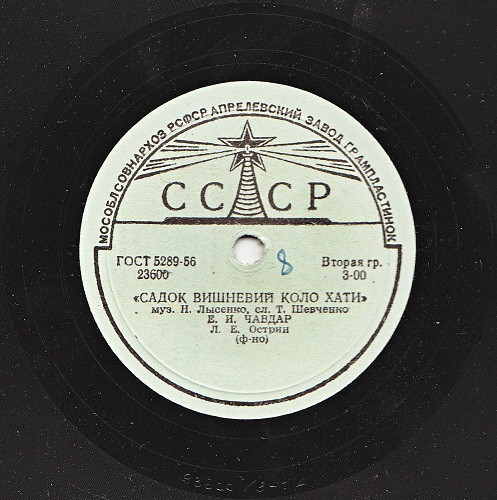 МОСОБЛСОВНАРХОЗ РСФСР АПРЕЛЕВСКИЙ ЗАВОД ГРАМПЛАСТИНОК
СССР
ГОСТ 5289-56
23600
8
Вторая гр.
3-00
«САДОК ВИШНЕВИЙ КОЛО ХАТИ»
муз. Н. Лысенко, сл. Т. Шевченко
Е. И. ЧАВДАР
Л. Е. Острин
(ф-но)